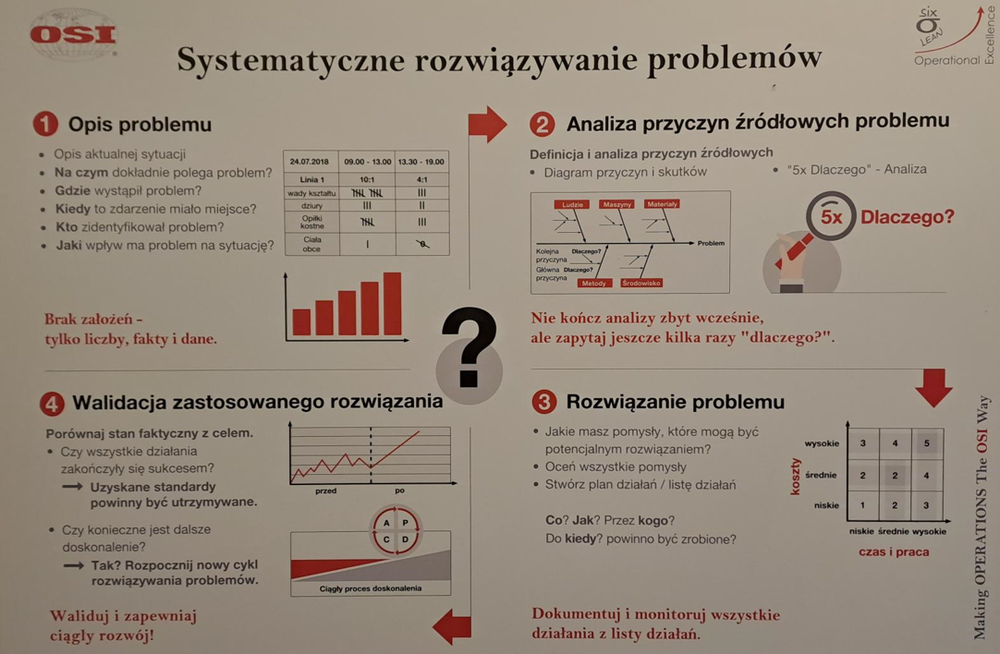 OSI
six
σ
LEAN
Operational
Excellence
Systematyczne rozwiązywanie problemów
1 Opis problemu
• Opis aktualnej sytuacji
• Na czym dokładnie polega problem?
• Gdzie wystąpił problem?
• Kiedy to zdarzenie miało miejsce?
• Kto zidentyfikował problem?
• Jaki wpływ ma problem na sytuację?
24.07.2018 09.00 - 13.00 13.30 - 19.00
Linia 1 10:1 4:1
wady kształtu
dziury III II
Opiłki
kostne III
Ciała
obce I
Brak założeń -
tylko liczby, fakty i dane.
2 Analiza przyczyn źródłowych problemu
Definicja i analiza przyczyn źródłowych
• Diagram przyczyn i skutków
• "5x Dlaczego" - Analiza
Ludzie Maszyny Materiały
Problem
Kolejna Dlaczego?
przyczyna
Główna Dlaczego?
przyczyna
Metody Środowisko
5x Dlaczego?
Nie kończ analizy zbyt wcześnie,
ale zapytaj jeszcze kilka razy "dlaczego?".
?
3 Rozwiązanie problemu
• Jakie masz pomysły, które mogą być
potencjalnym rozwiązaniem?
• Oceń wszystkie pomysły
• Stwórz plan działań / listę działań
Co? Jak? Przez kogo?
Do kiedy? powinno być zrobione?
koszty
wysokie 3 4 5
średnie 2 2 4
niskie 1 2 3
niskie średnie wysokie
czas i praca
Dokumentuj i monitoruj wszystkie
działania z listy działań.
4 Walidacja zastosowanego rozwiązania
Porównaj stan faktyczny z celem.
• Czy wszystkie działania
zakończyły się sukcesem?
→ Uzyskane standardy
powinny być utrzymywane.
• Czy konieczne jest dalsze
doskonalenie?
→ Tak? Rozpocznij nowy cykl
rozwiązywania problemów.
przed po
A P
C D
Ciągły proces doskonalenia
Waliduj i zapewniaj
ciągly rozwój!
Making OPERATIONS The OSI Way